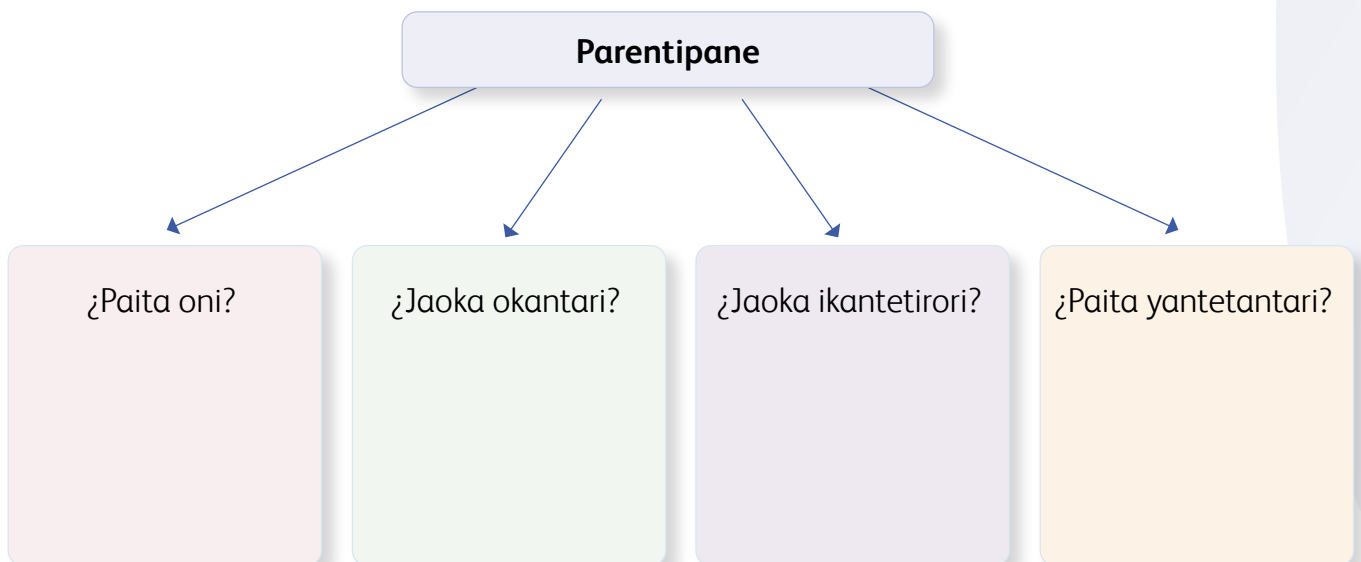 Parentipane
¿Paita oni?
¿Jaoka okantari?
¿Jaoka ikantetirori?
¿Paita yantetantari?